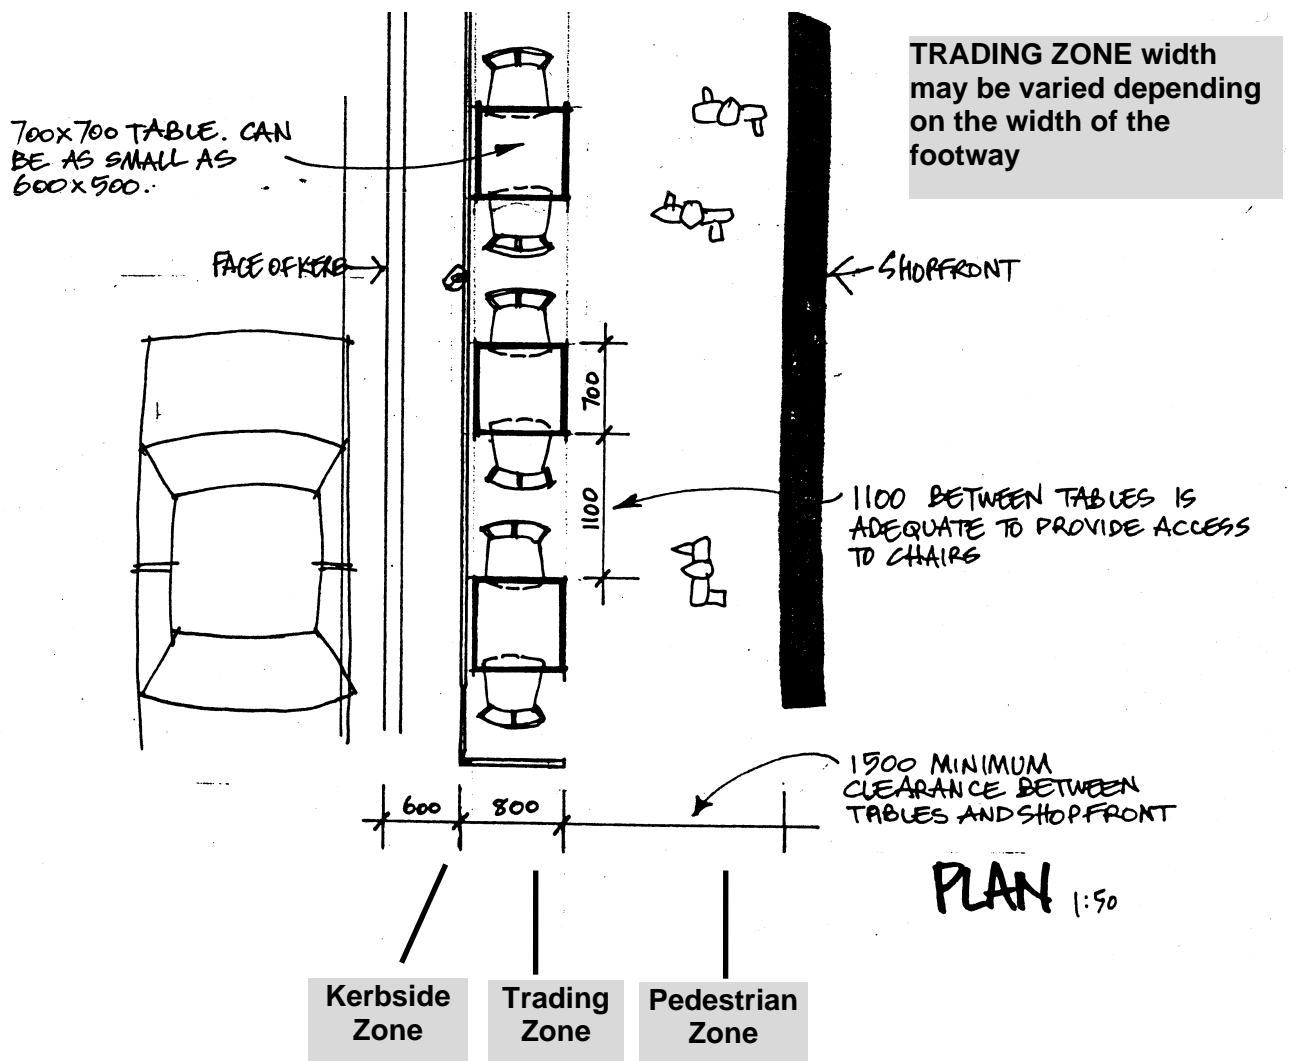 TRADING ZONE width
may be varied depending
on the width of the
footway
700x700 TABLE. CAN
BE AS SMALL AS
600x500.
FACE OF KERB
SHOPFRONT
700
1100
1100 BETWEEN TABLES IS
ADEQUATE TO PROVIDE ACCESS
TO CHAIRS
1500 MINIMUM
CLEARANCE BETWEEN
TABLES AND SHOPFRONT
600
800
PLAN 1:50
Kerbside
Zone
Trading
Zone
Pedestrian
Zone